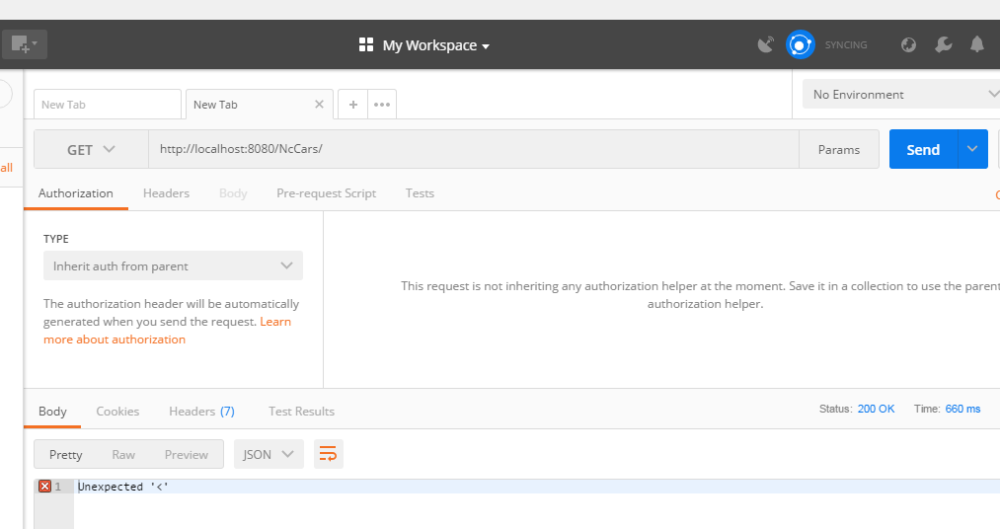 My Workspace
SYNCING
New Tab
New Tab
No Environment
GET
http://localhost:8080/NcCars/
Params
Send
all
Authorization
Headers
Body
Pre-request Script
Tests
TYPE
Inherit auth from parent
The authorization header will be automatically
generated when you send the request. Learn
more about authorization
This request is not inheriting any authorization helper at the moment. Save it in a collection to use the parent
authorization helper.
Body
Cookies
Headers (7)
Test Results
Status: 200 OK
Time: 660 ms
Pretty
Raw
Preview
JSON
1 Unexpected '<'